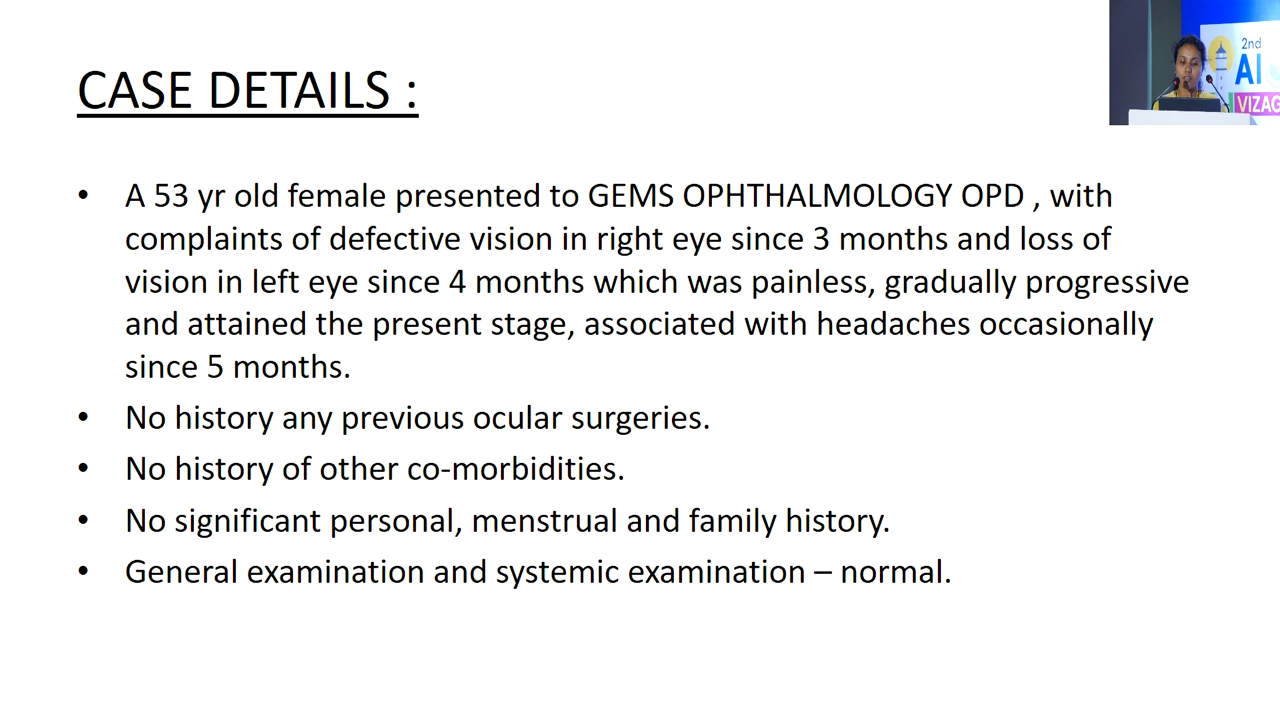 CASE DETAILS :
• A 53 yr old female presented to GEMS OPHTHALMOLOGY OPD , with
complaints of defective vision in right eye since 3 months and loss of
vision in left eye since 4 months which was painless, gradually progressive
and attained the present stage, associated with headaches occasionally
since 5 months.
• No history any previous ocular surgeries.
• No history of other co-morbidities.
• No significant personal, menstrual and family history.
• General examination and systemic examination – normal.
2nd
AI
VIZAG